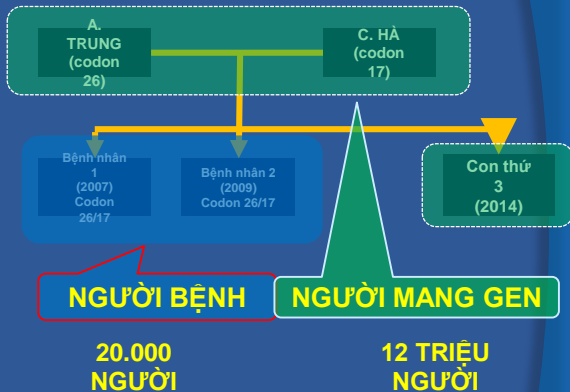 A.
TRUNG
(codon
26)
C. HÀ
(codon
17)
Bệnh nhân
1
(2007)
Codon
26/17
Bệnh nhân 2
(2009)
Codon 26/17
Con thứ
3
(2014)
NGƯỜI BỆNH
NGƯỜI MANG GEN
20.000
NGƯỜI
12 TRIỆU
NGƯỜI